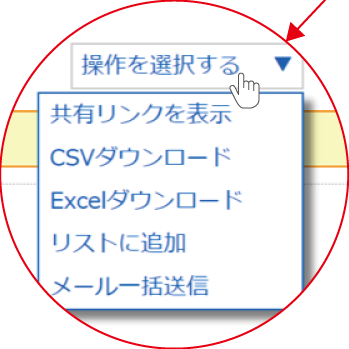 操作を選択する ▼
共有リンクを表示
CSVダウンロード
Excelダウンロード
リストに追加
メール一括送信